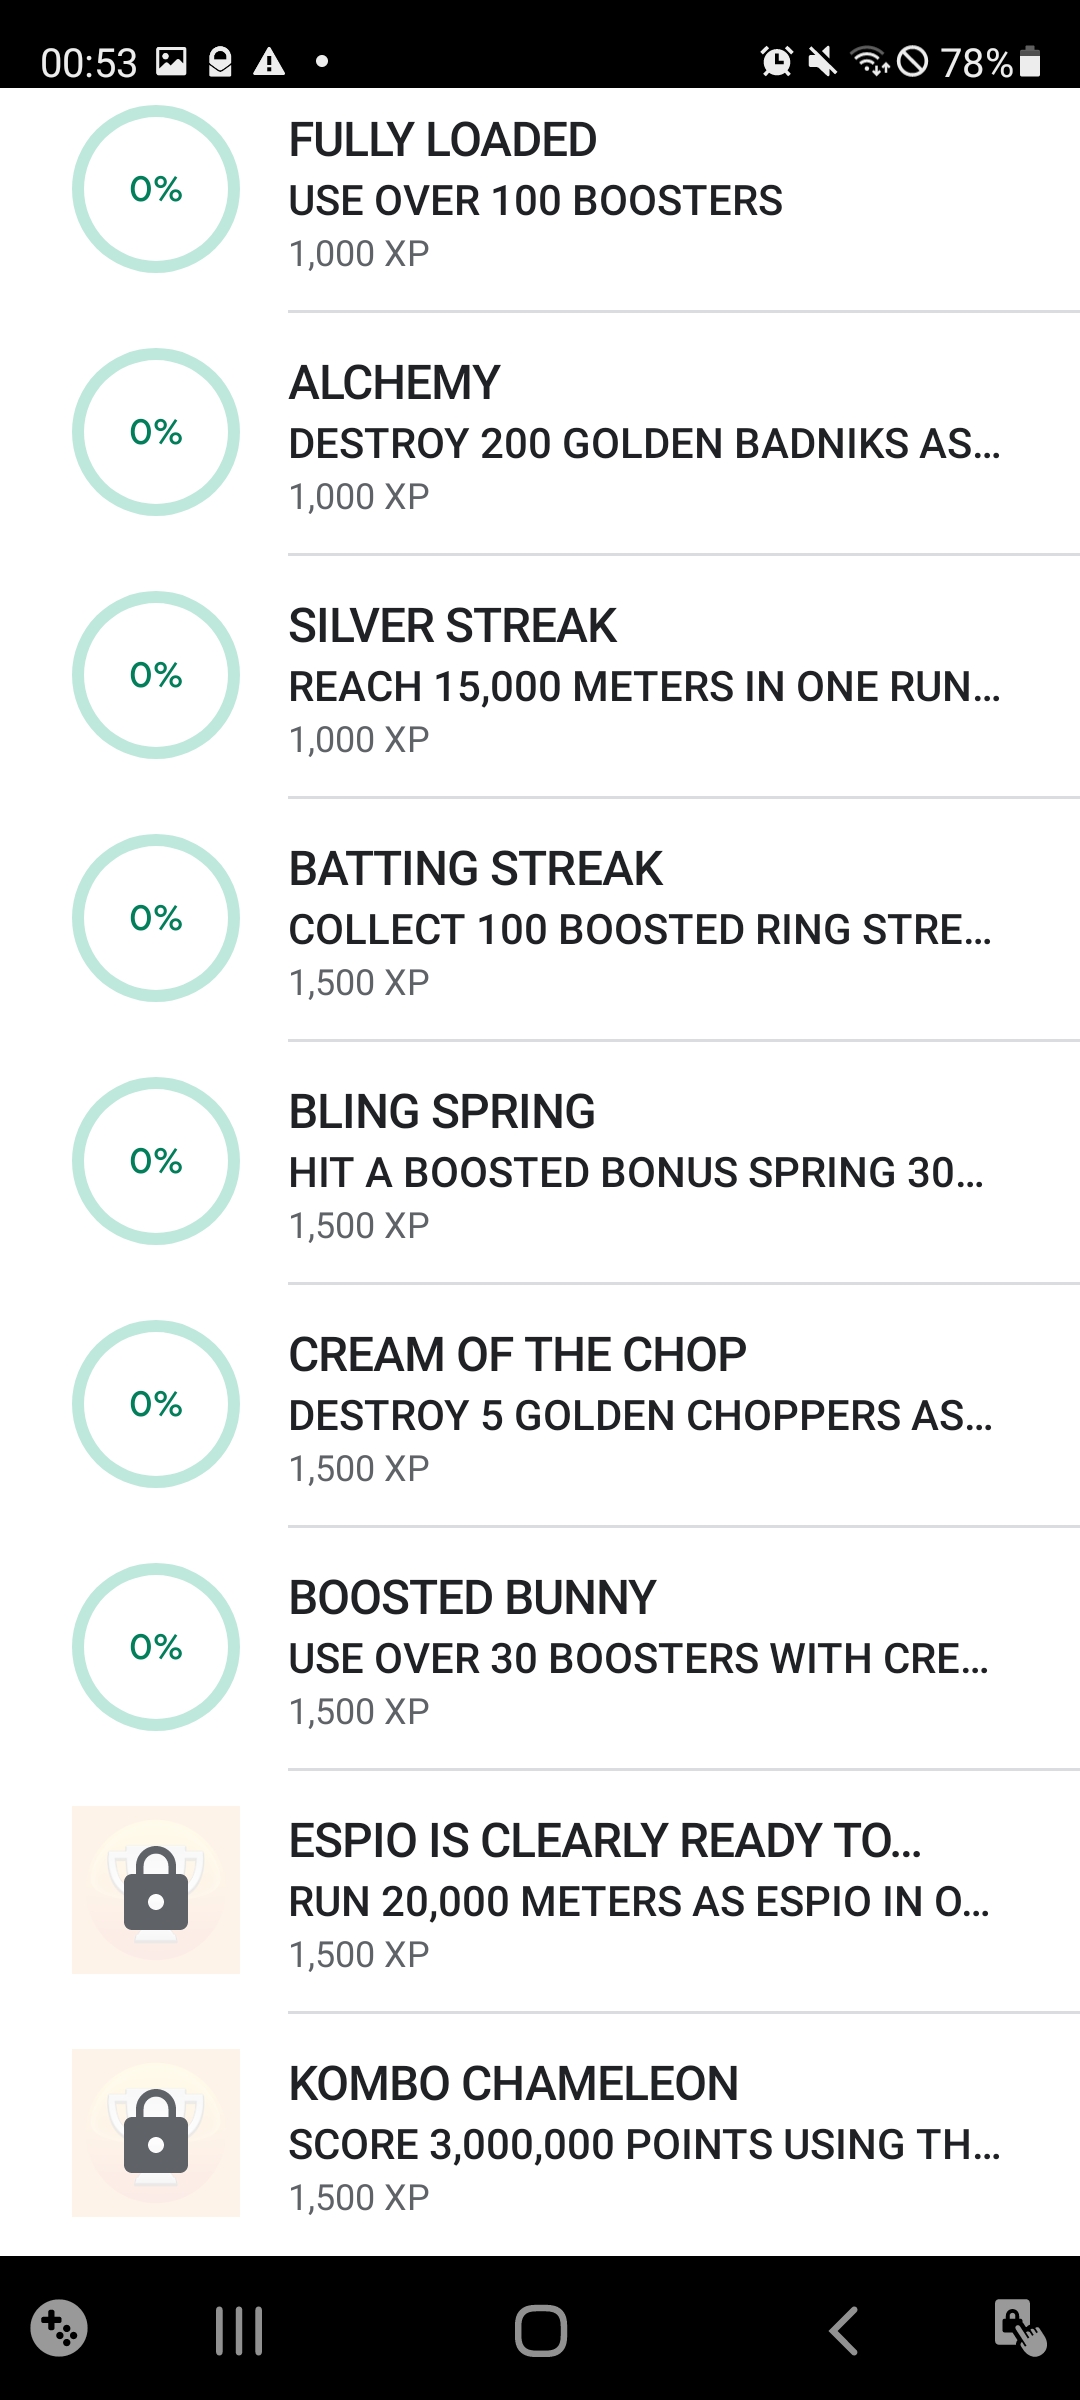 00:53
78%
0%
FULLY LOADED
USE OVER 100 BOOSTERS
1,000 XP
0%
ALCHEMY
DESTROY 200 GOLDEN BADNIKS AS...
1,000 XP
0%
SILVER STREAK
REACH 15,000 METERS IN ONE RUN...
1,000 XP
0%
BATTING STREAK
COLLECT 100 BOOSTED RING STRE...
1,500 XP
0%
BLING SPRING
HIT A BOOSTED BONUS SPRING 30...
1,500 XP
0%
CREAM OF THE CHOP
DESTROY 5 GOLDEN CHOPPERS AS...
1,500 XP
0%
BOOSTED BUNNY
USE OVER 30 BOOSTERS WITH CRE...
1,500 XP
ESPIO IS CLEARLY READY TO...
RUN 20,000 METERS AS ESPIO IN O...
1,500 XP
KOMBO CHAMELEON
SCORE 3,000,000 POINTS USING TH...
1,500 XP